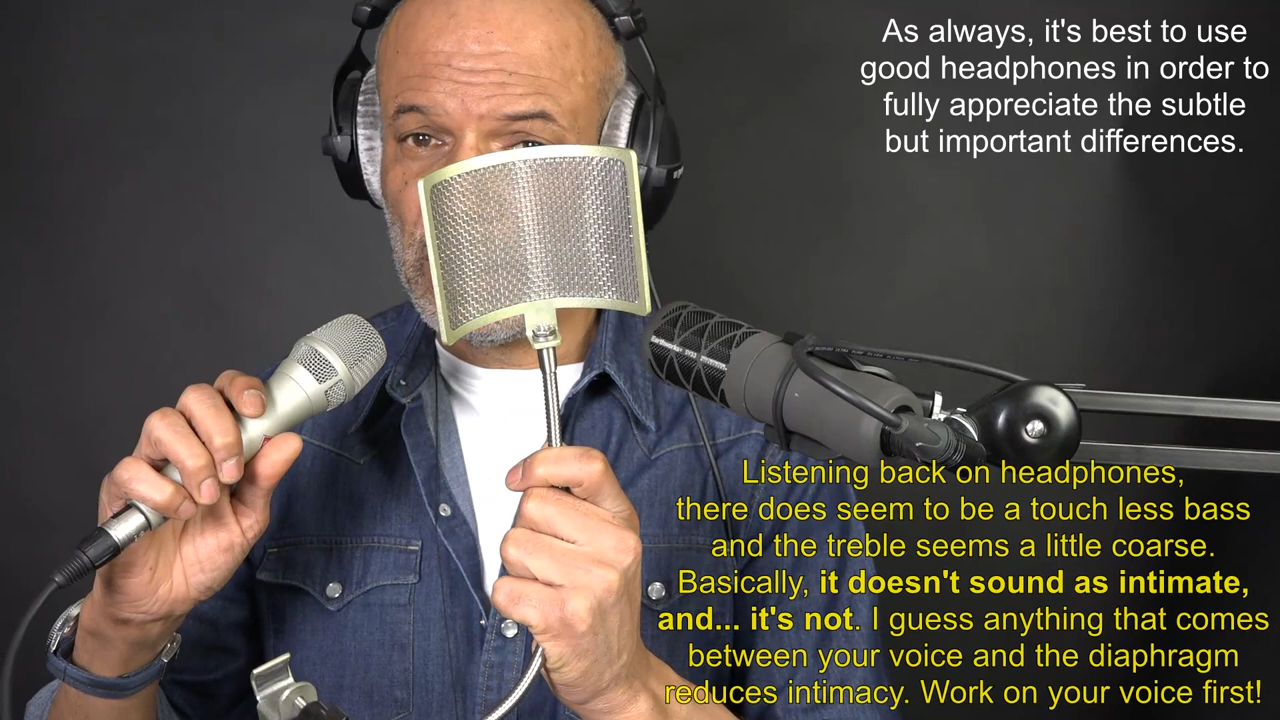 As always, it's best to use
good headphones in order to
fully appreciate the subtle
but important differences.
Listening back on headphones,
there does seem to be a touch less bass
and the treble seems a little coarse.
Basically, it doesn't sound as intimate,
and... it's not. I guess anything that comes
between your voice and the diaphragm
reduces intimacy. Work on your voice first!